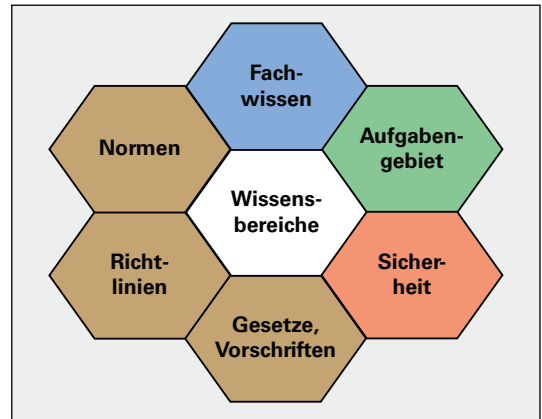 Fach-
wissen
Normen
Aufgaben-
gebiet
Wissens-
bereiche
Richt-
linien
Sicher-
heit
Gesetze,
Vorschriften